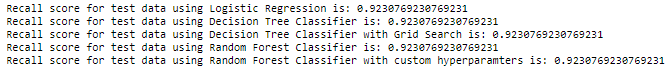 Recall score for test data using Logistic Regression is: 0.9230769230769231
Recall score for test data using Decision Tree Classifier is: 0.9230769230769231
Recall score for test data using Decision Tree Classifier with Grid Search is: 0.9230769230769231
Recall score for test data using Random Forest Classifier is: 0.9230769230769231
Recall score for test data using Random Forest Classifier with custom hyperparamters is: 0.9230769230769231